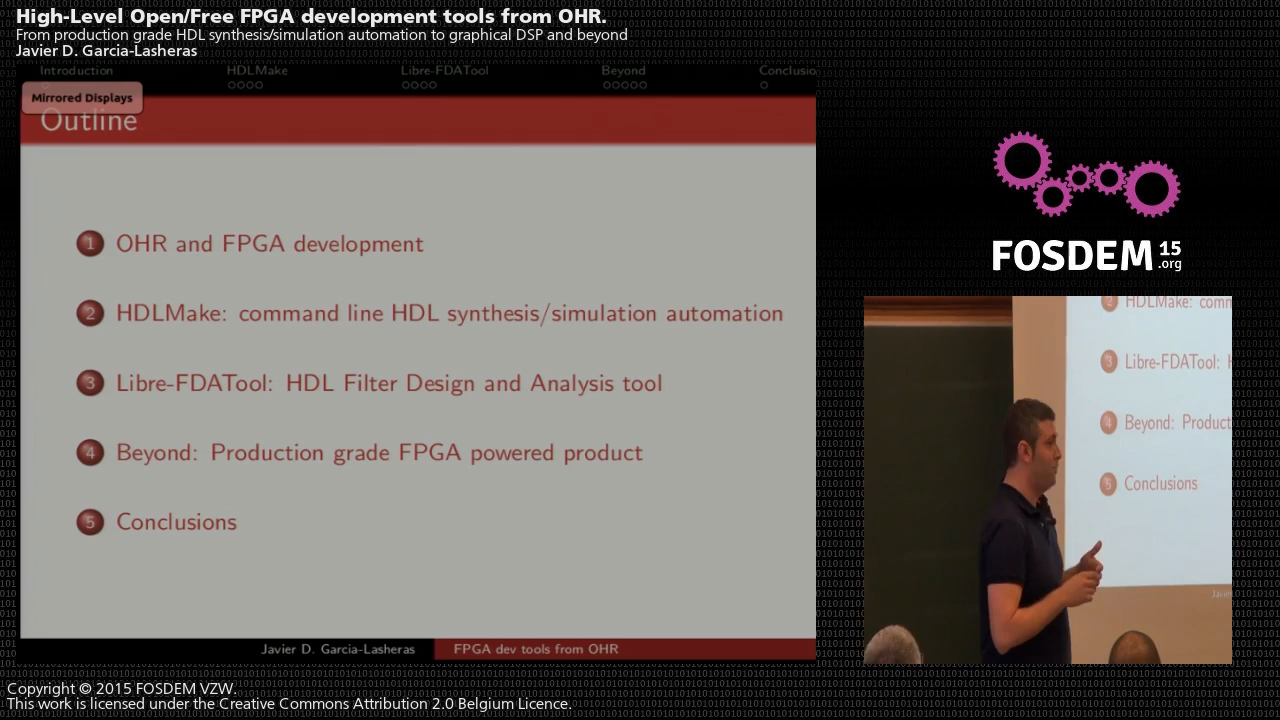 High-Level Open/Free FPGA development tools from OHR.
From production grade HDL synthesis/simulation automation to graphical DSP and beyond
Javier D. Garcia-Lasheras
Introduction HDLMake Libre-FDATool Beyond Conclusio
Mirrored Displays
Outline
1 OHR and FPGA development
2 HDLMake: command line HDL synthesis/simulation automation
3 Libre-FDATool: HDL Filter Design and Analysis tool
4 Beyond: Production grade FPGA powered product
5 Conclusions
Javier D. Garcia-Lasheras FPGA dev tools from OHR
FOSDEM 15 .org
2 HDLMake: comm
3 Libre-FDATool: H
4 Beyond: Product
5 Conclusions
Copyright © 2015 FOSDEM VZW.
This work is licensed under the Creative Commons Attribution 2.0 Belgium Licence.